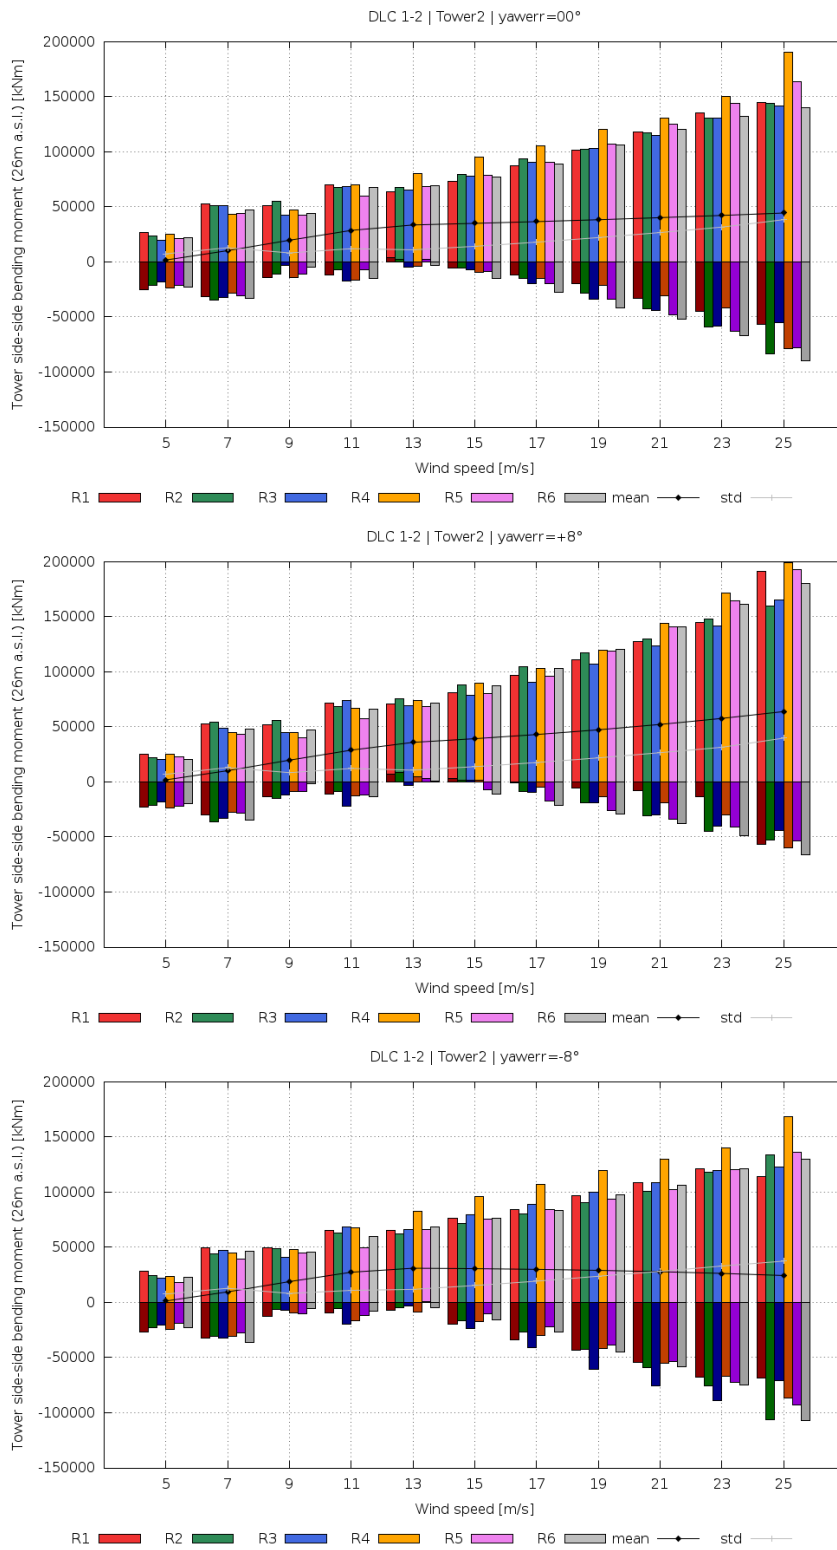 DLC 1-2 | Tower2 | yawerr=00°
Tower side-side bending moment (26m a.s.l.) [kNm]
200000
150000
100000
50000
0
-50000
-100000
-150000
5 7 9 11 13 15 17 19 21 23 25
Wind speed [m/s]
R1 R2 R3 R4 R5 R6 mean std
DLC 1-2 | Tower2 | yawerr=+8°
Tower side-side bending moment (26m a.s.l.) [kNm]
200000
150000
100000
50000
0
-50000
-100000
-150000
5 7 9 11 13 15 17 19 21 23 25
Wind speed [m/s]
R1 R2 R3 R4 R5 R6 mean std
DLC 1-2 | Tower2 | yawerr=-8°
Tower side-side bending moment (26m a.s.l.) [kNm]
200000
150000
100000
50000
0
-50000
-100000
-150000
5 7 9 11 13 15 17 19 21 23 25
Wind speed [m/s]
R1 R2 R3 R4 R5 R6 mean std